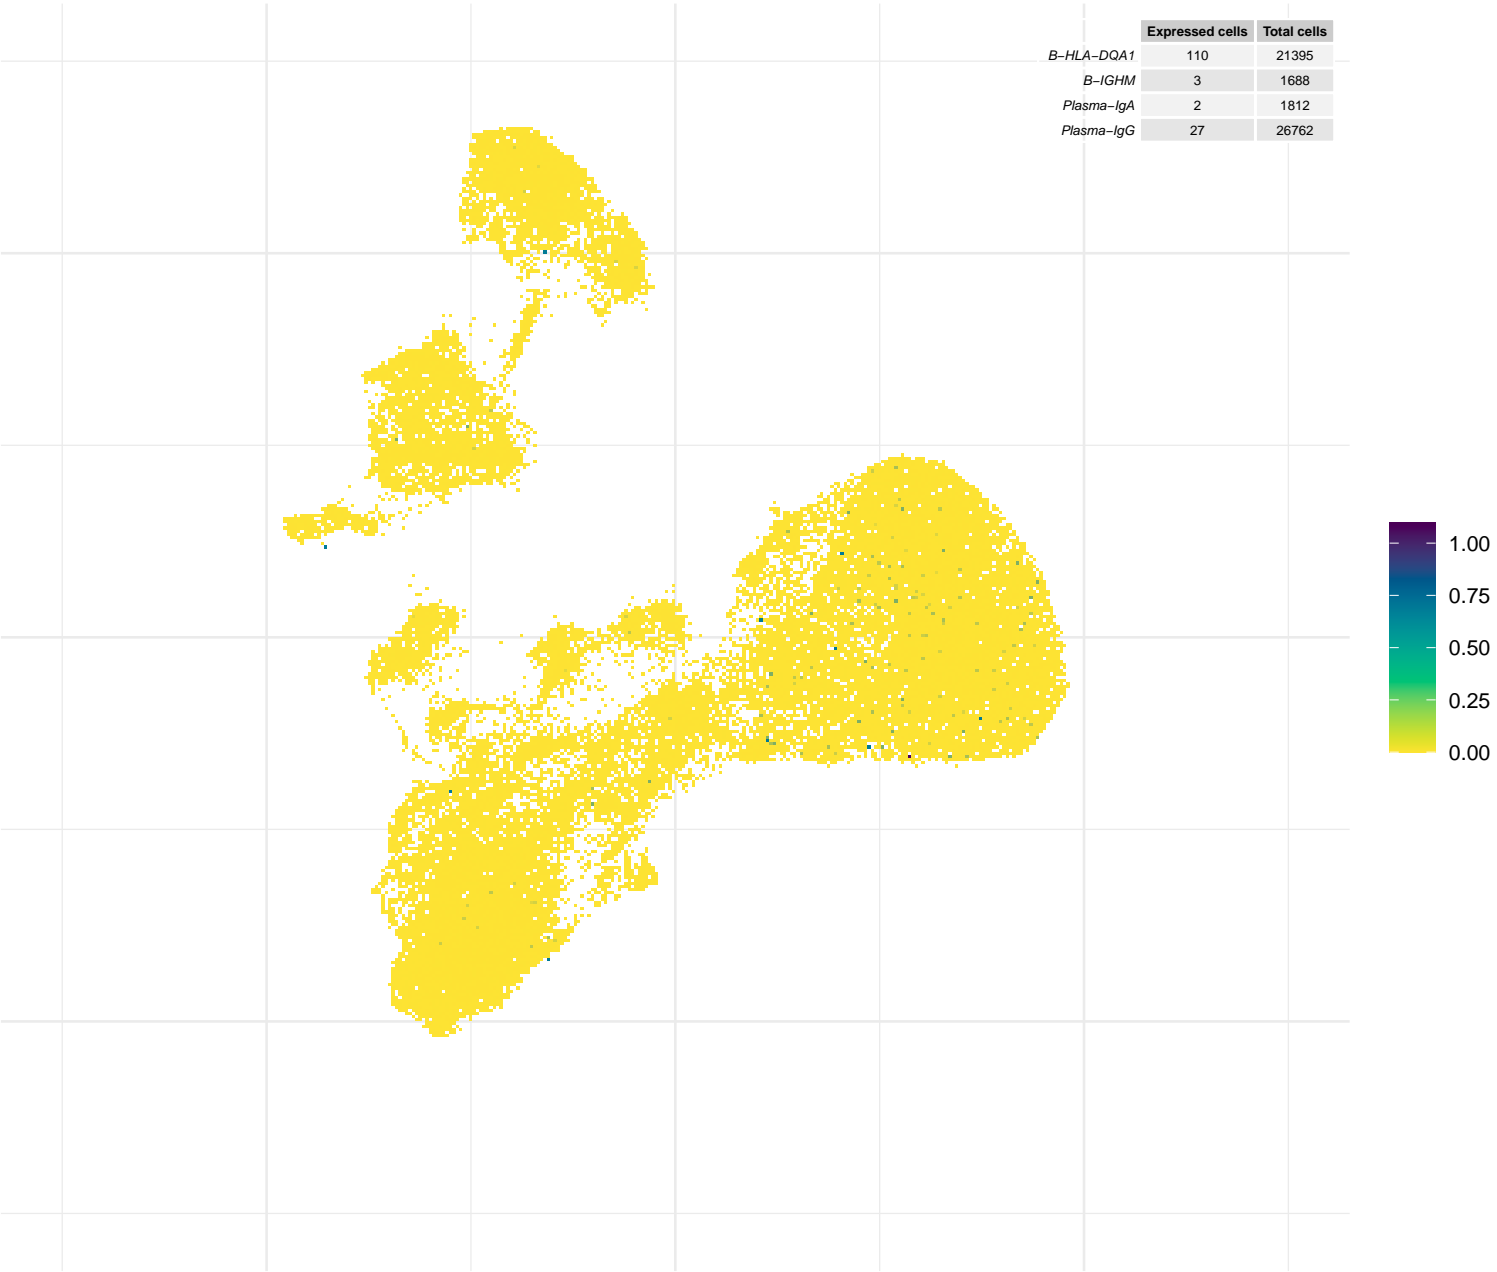 Expressed cells Total cells
B−HLA−DQA1 110 21395
B−IGHM 3 1688
Plasma−IgA 2 1812
Plasma−IgG 27 26762
1.00
0.75
0.50
0.25
0.00